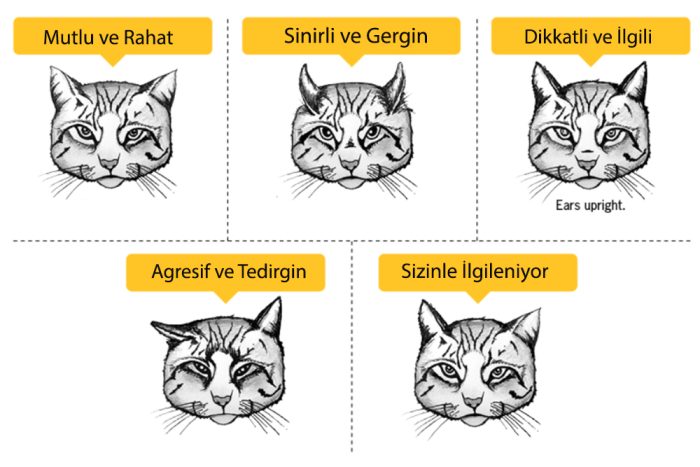 Mutlu ve Rahat
Sinirli ve Gergin
Dikkatli ve İlgili
Ears upright.
Agresif ve Tedirgin
Sizinle İlgileniyor